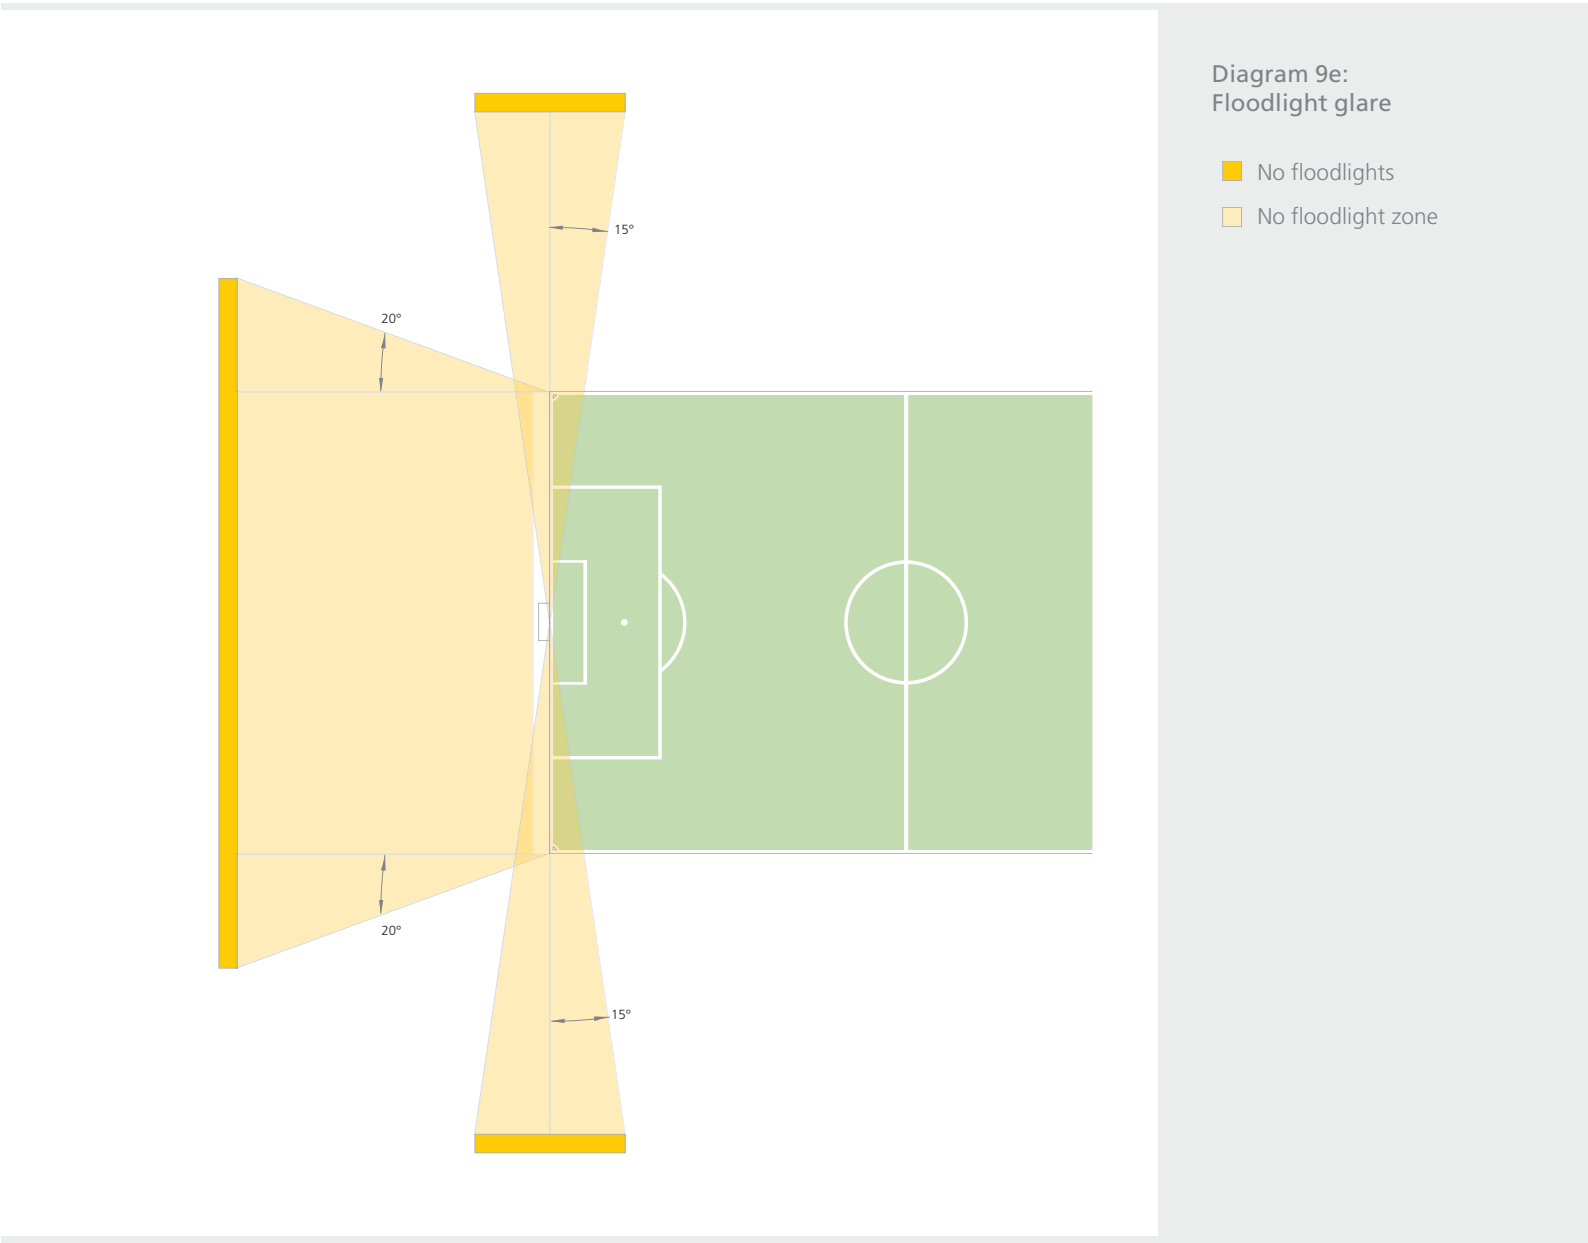 Diagram 9e:
Floodlight glare
No floodlights
No floodlight zone
15°
20°
20°
15°